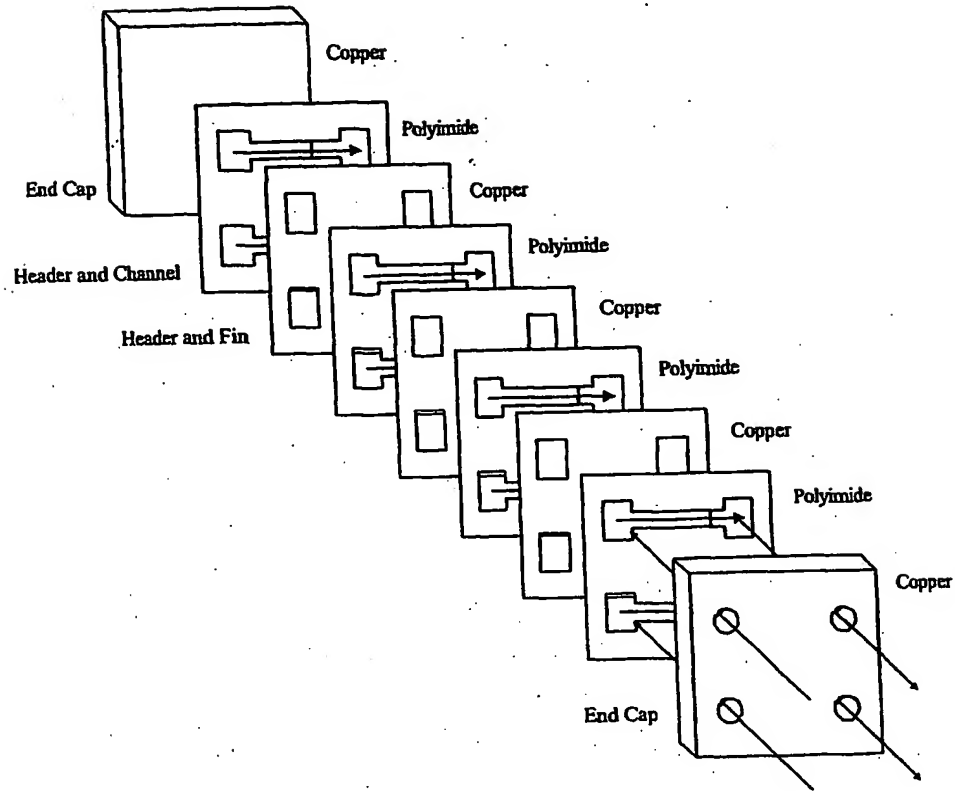 Copper
Polyimide
End Cap
Copper
Polyimide
Header and Channel
Copper
Header and Fin
Polyimide
Copper
Polyimide
Copper
End Cap